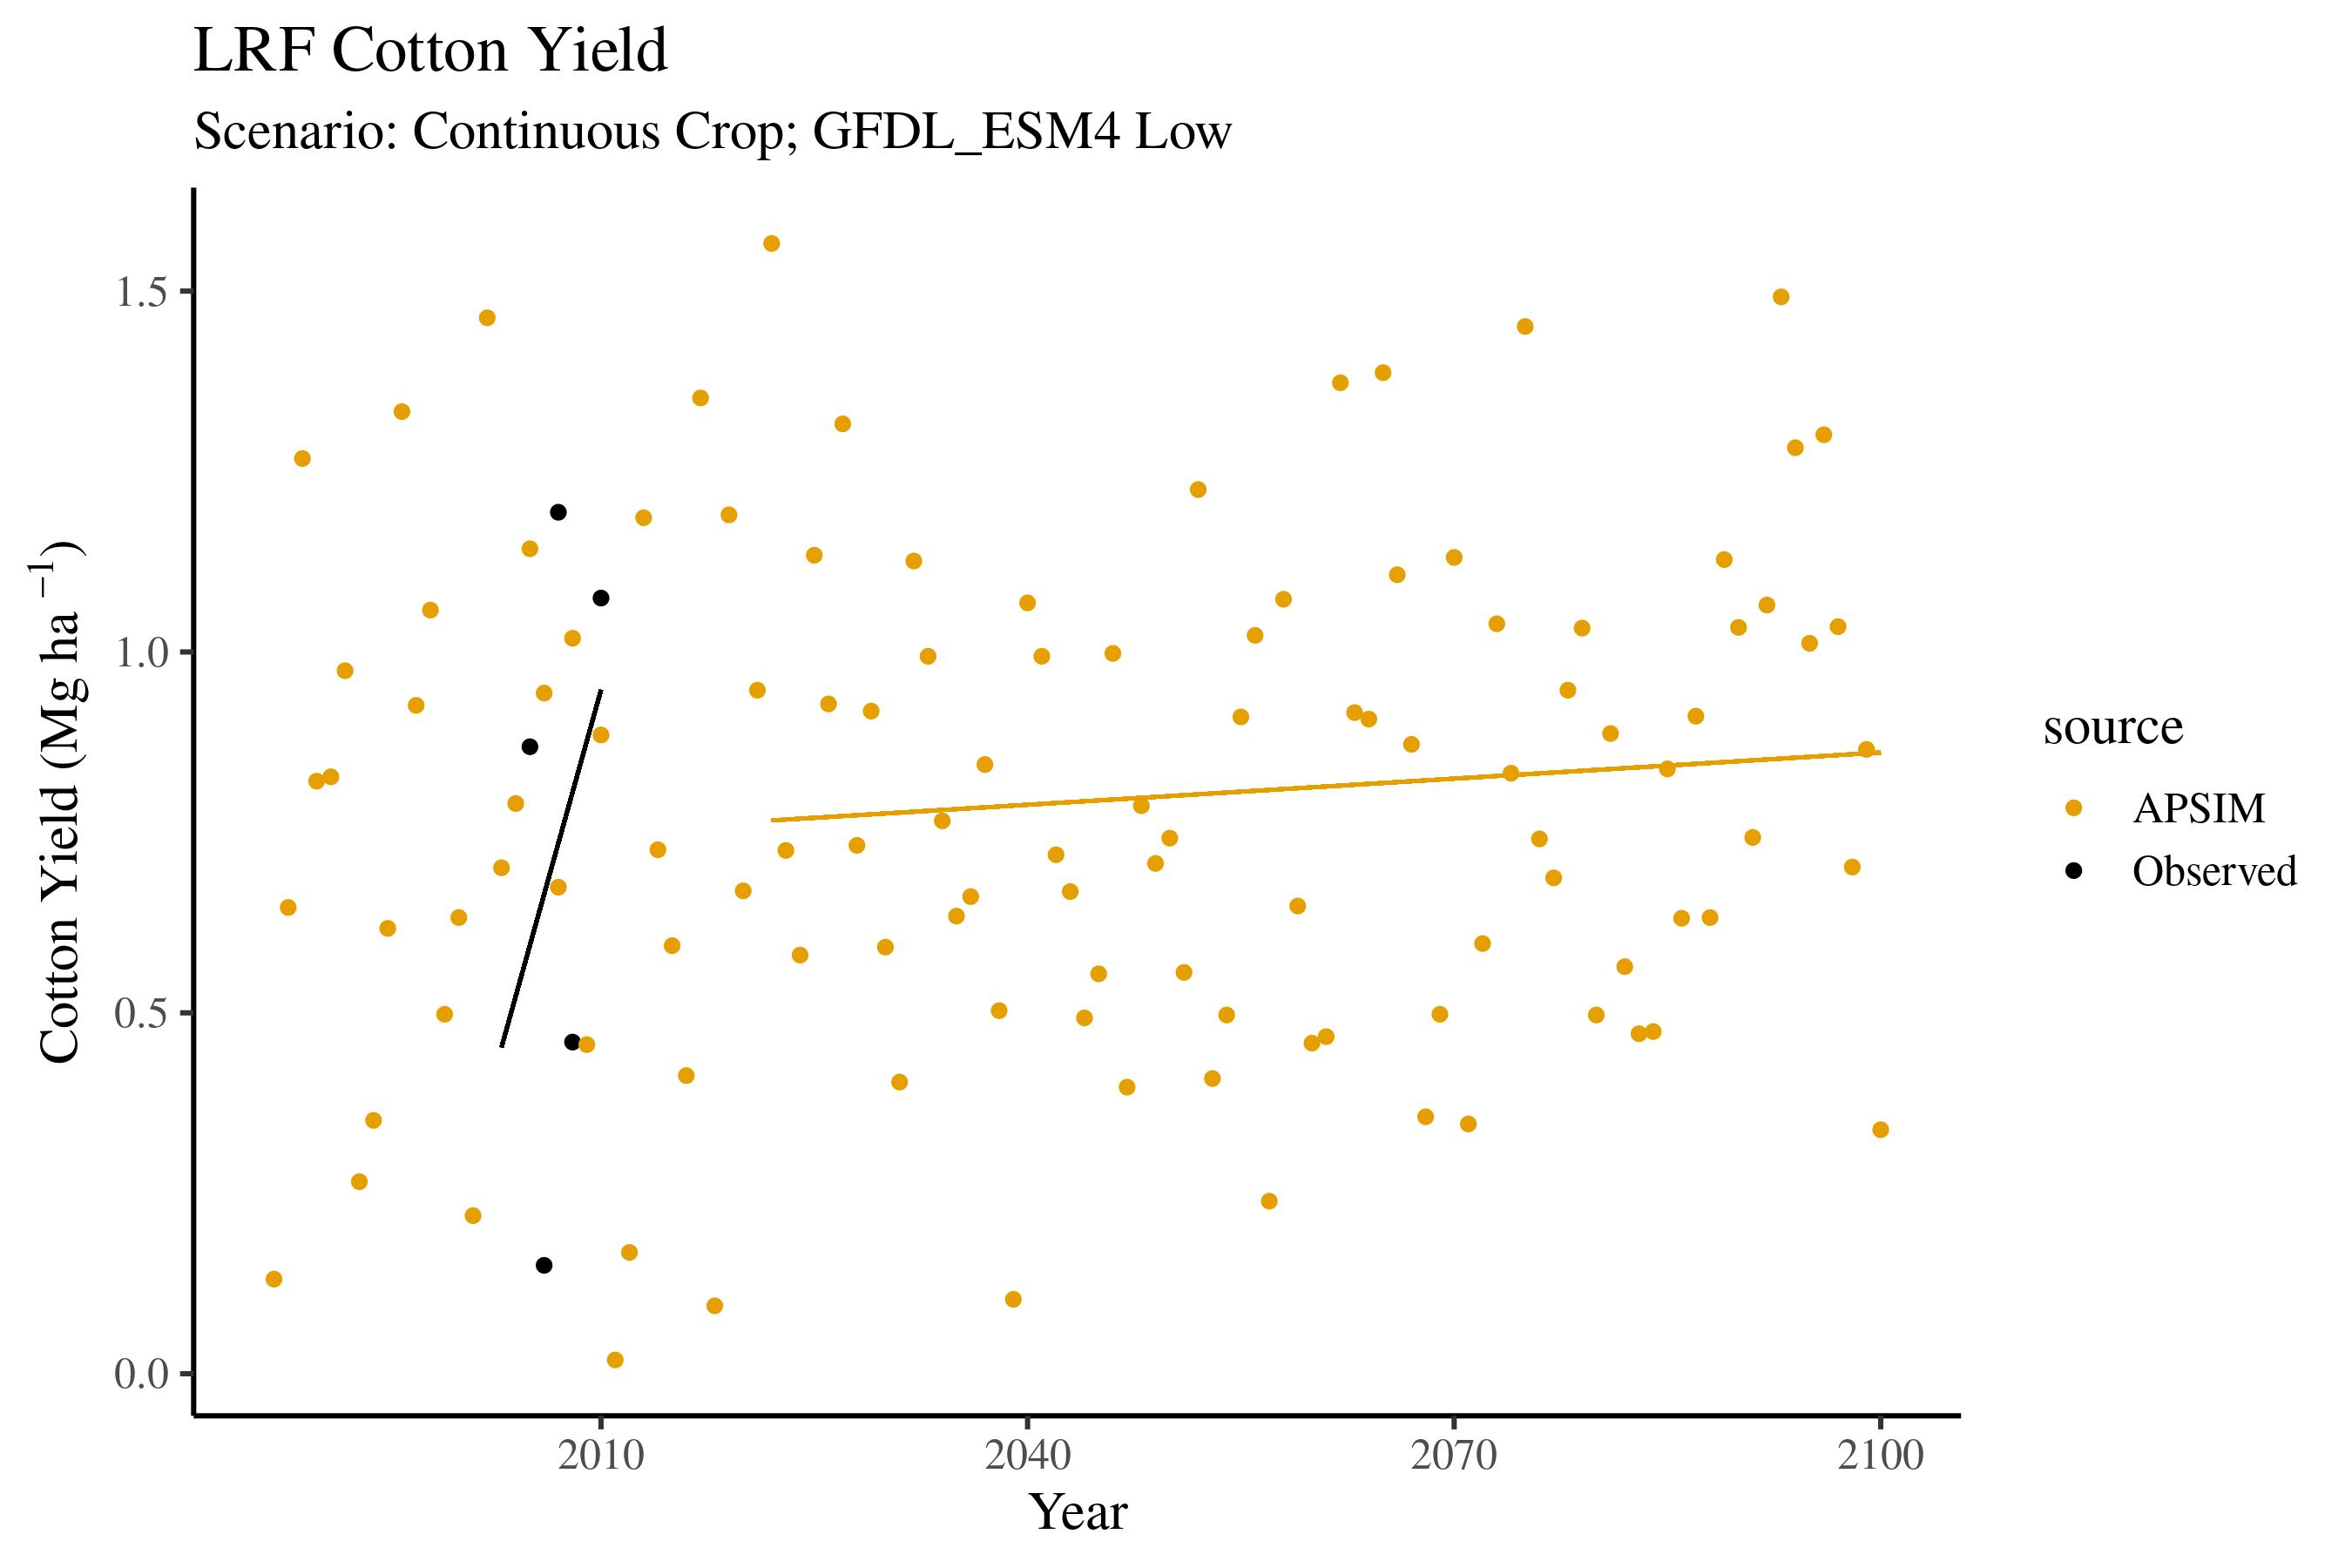 LRF Cotton Yield
Scenario: Continuous Crop; GFDL_ESM4 Low
Cotton Yield (Mg ha⁻¹)
1.5
1.0
0.5
0.0
2010 2040 2070 2100
Year
source
APSIM
Observed